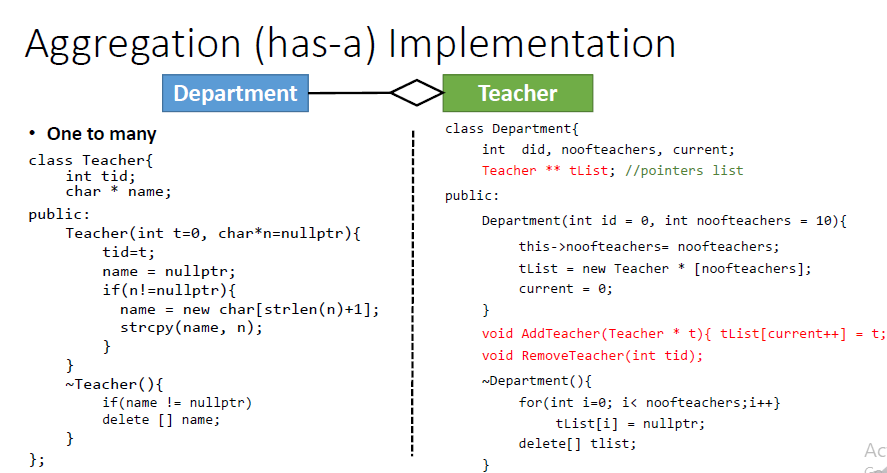 Aggregation (has-a) Implementation
Department
Teacher
• One to many
class Teacher{
int tid;
char * name;
public:
Teacher(int t=0, char*n=nullptr){
tid=t;
name = nullptr;
if(n!=nullptr){
name = new char[strlen(n)+1];
strcpy(name, n);
}
}
~Teacher(){
if(name != nullptr)
delete [] name;
}
};
class Department{
int did, noofteachers, current;
Teacher ** tList; //pointers list
public:
Department(int id = 0, int noofteachers = 10){
this->noofteachers= noofteachers;
tList = new Teacher * [noofteachers];
current = 0;
}
void AddTeacher(Teacher * t){ tList[current++] = t;
void RemoveTeacher(int tid);
~Department(){
for(int i=0; i< noofteachers;i++}
tList[i] = nullptr;
delete[] tlist;
}
Ac